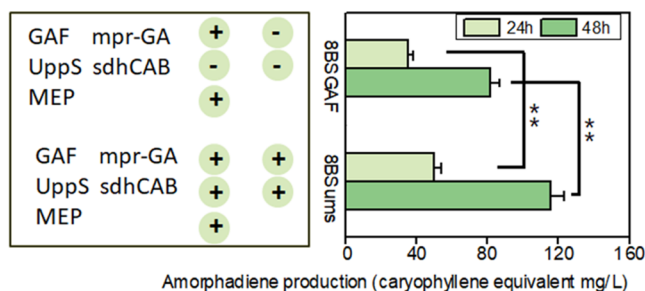 GAF mpr-GA + -
UppS sdhCAB - -
MEP +
GAF mpr-GA + +
UppS sdhCAB + +
MEP +
24h 48h
8BSGAF
8BSums
**
**
0 40 80 120 160
Amorphadiene production (caryophyllene equivalent mg/L)